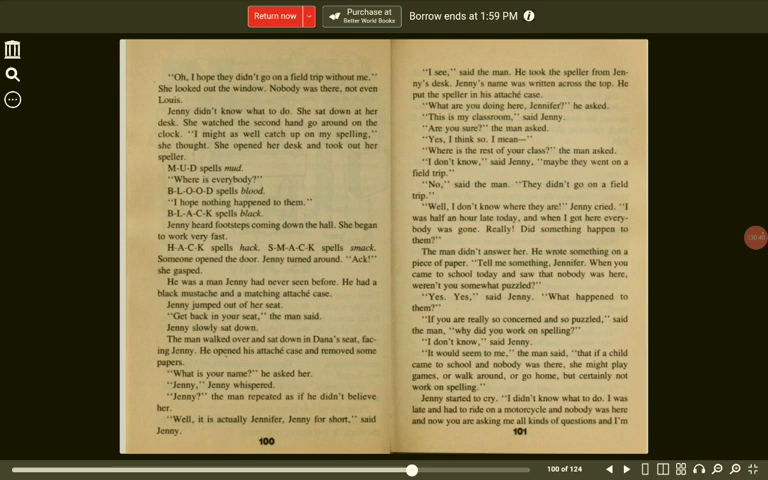 Return now
Purchase at
Better World Books
Borrow ends at 1:59 PM
"Oh, I hope they didn't go on a field trip without me."
She looked out the window. Nobody was there, not even
Louis.
Jenny didn't know what to do. She sat down at her
desk. She watched the second hand go around on the
clock. "I might as well catch up on my spelling,"
she thought. She opened her desk and took out her
speller.
M-U-D spells mud.
"Where is everybody?"
B-L-O-O-D spells blood.
"I hope nothing happened to them."
B-L-A-C-K spells black.
Jenny heard footsteps coming down the hall. She began
to work very fast.
H-A-C-K spells hack. S-M-A-C-K spells smack.
Someone opened the door. Jenny turned around. "Ack!"
she gasped.
He was a man Jenny had never seen before. He had a
black mustache and a matching attaché case.
Jenny jumped out of her seat.
"Get back in your seat," the man said.
Jenny slowly sat down.
The man walked over and sat down in Dana's seat, fac-
ing Jenny. He opened his attaché case and removed some
papers.
"What is your name?" he asked her.
"Jenny," Jenny whispered.
"Jenny?" the man repeated as if he didn't believe
her.
"Well, it is actually Jennifer, Jenny for short," said
Jenny.
100
"I see," said the man. He took the speller from Jen-
ny's desk. Jenny's name was written across the top. He
put the speller in his attaché case.
"What are you doing here, Jennifer?" he asked.
"This is my classroom," said Jenny.
"Are you sure?" the man asked.
"Yes, I think so. I mean—"
"Where is the rest of your class?" the man asked.
"I don't know," said Jenny, "maybe they went on a
field trip."
"No," said the man. "They didn't go on a field
trip."
"Well, I don't know where they are!" Jenny cried. "I
was half an hour late today, and when I got here every-
body was gone. Really! Did something happen to
them?"
The man didn't answer her. He wrote something on a
piece of paper. "Tell me something, Jennifer. When you
came to school today and saw that nobody was here,
weren't you somewhat puzzled?"
"Yes. Yes," said Jenny. "What happened to
them?"
"If you are really so concerned and so puzzled," said
the man, "why did you work on spelling?"
"I don't know," said Jenny.
"It would seem to me," the man said, "that if a child
came to school and nobody was there, she might play
games, or walk around, or go home, but certainly not
work on spelling."
Jenny started to cry. "I didn't know what to do. I was
late and had to ride on a motorcycle and nobody was here
and now you are asking me all kinds of questions and I'm
101
100 of 124